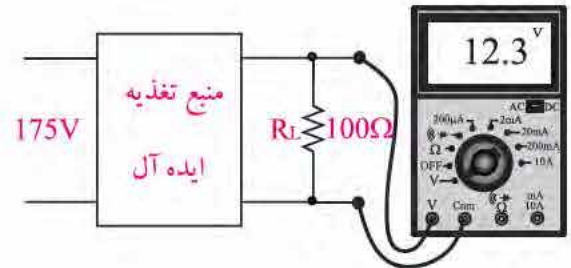 175V
منبع تغذیه
ایده آل
RL 100Ω
12.3 V
AC DC
200μA 2mA
20mA
Ω 200mA
OFF 10A
V
V Com Ω mA
10A